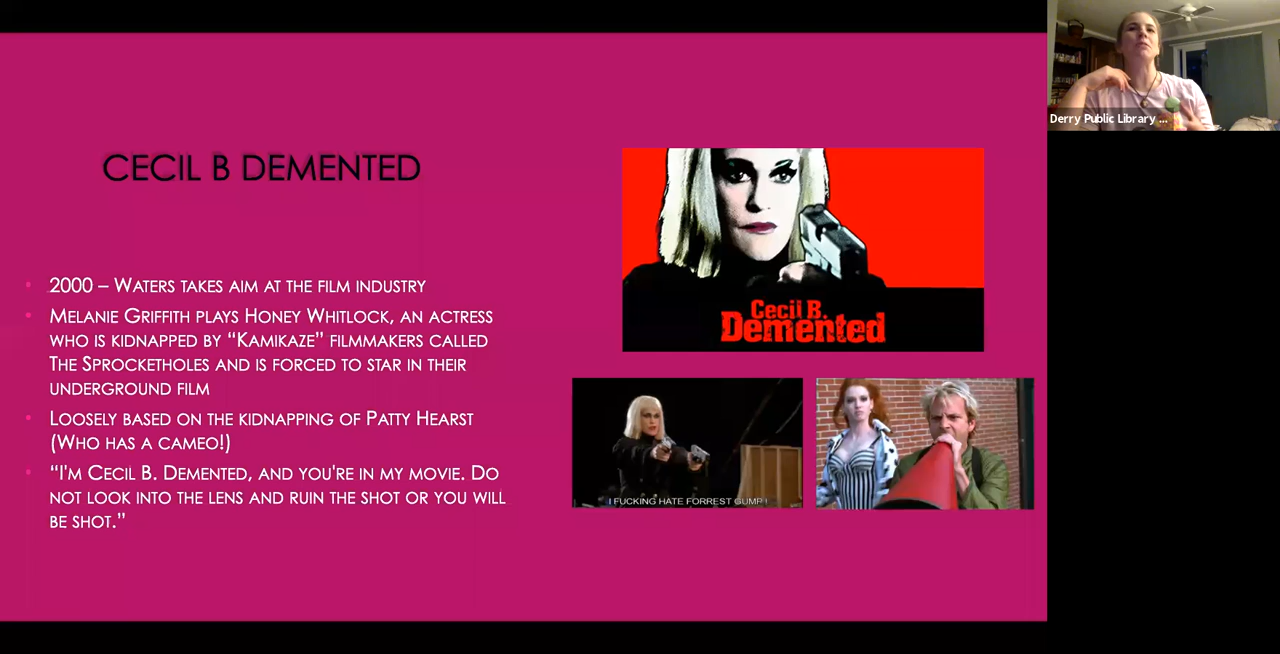 Derry Public Library ...
CECIL B DEMENTED
2000 – WATERS TAKES AIM AT THE FILM INDUSTRY
MELANIE GRIFFITH PLAYS HONEY WHITLOCK, AN ACTRESS
WHO IS KIDNAPPED BY “KAMIKAZE” FILMMAKERS CALLED
THE SPROCKETHOLES AND IS FORCED TO STAR IN THEIR
UNDERGROUND FILM
LOOSELY BASED ON THE KIDNAPPING OF PATTY HEARST
(WHO HAS A CAMEO!)
“I'M CECIL B. DEMENTED, AND YOU'RE IN MY MOVIE. DO
NOT LOOK INTO THE LENS AND RUIN THE SHOT OR YOU WILL
BE SHOT.”
Cecil B.
Demented
I FUCKING HATE FORREST GUMP!